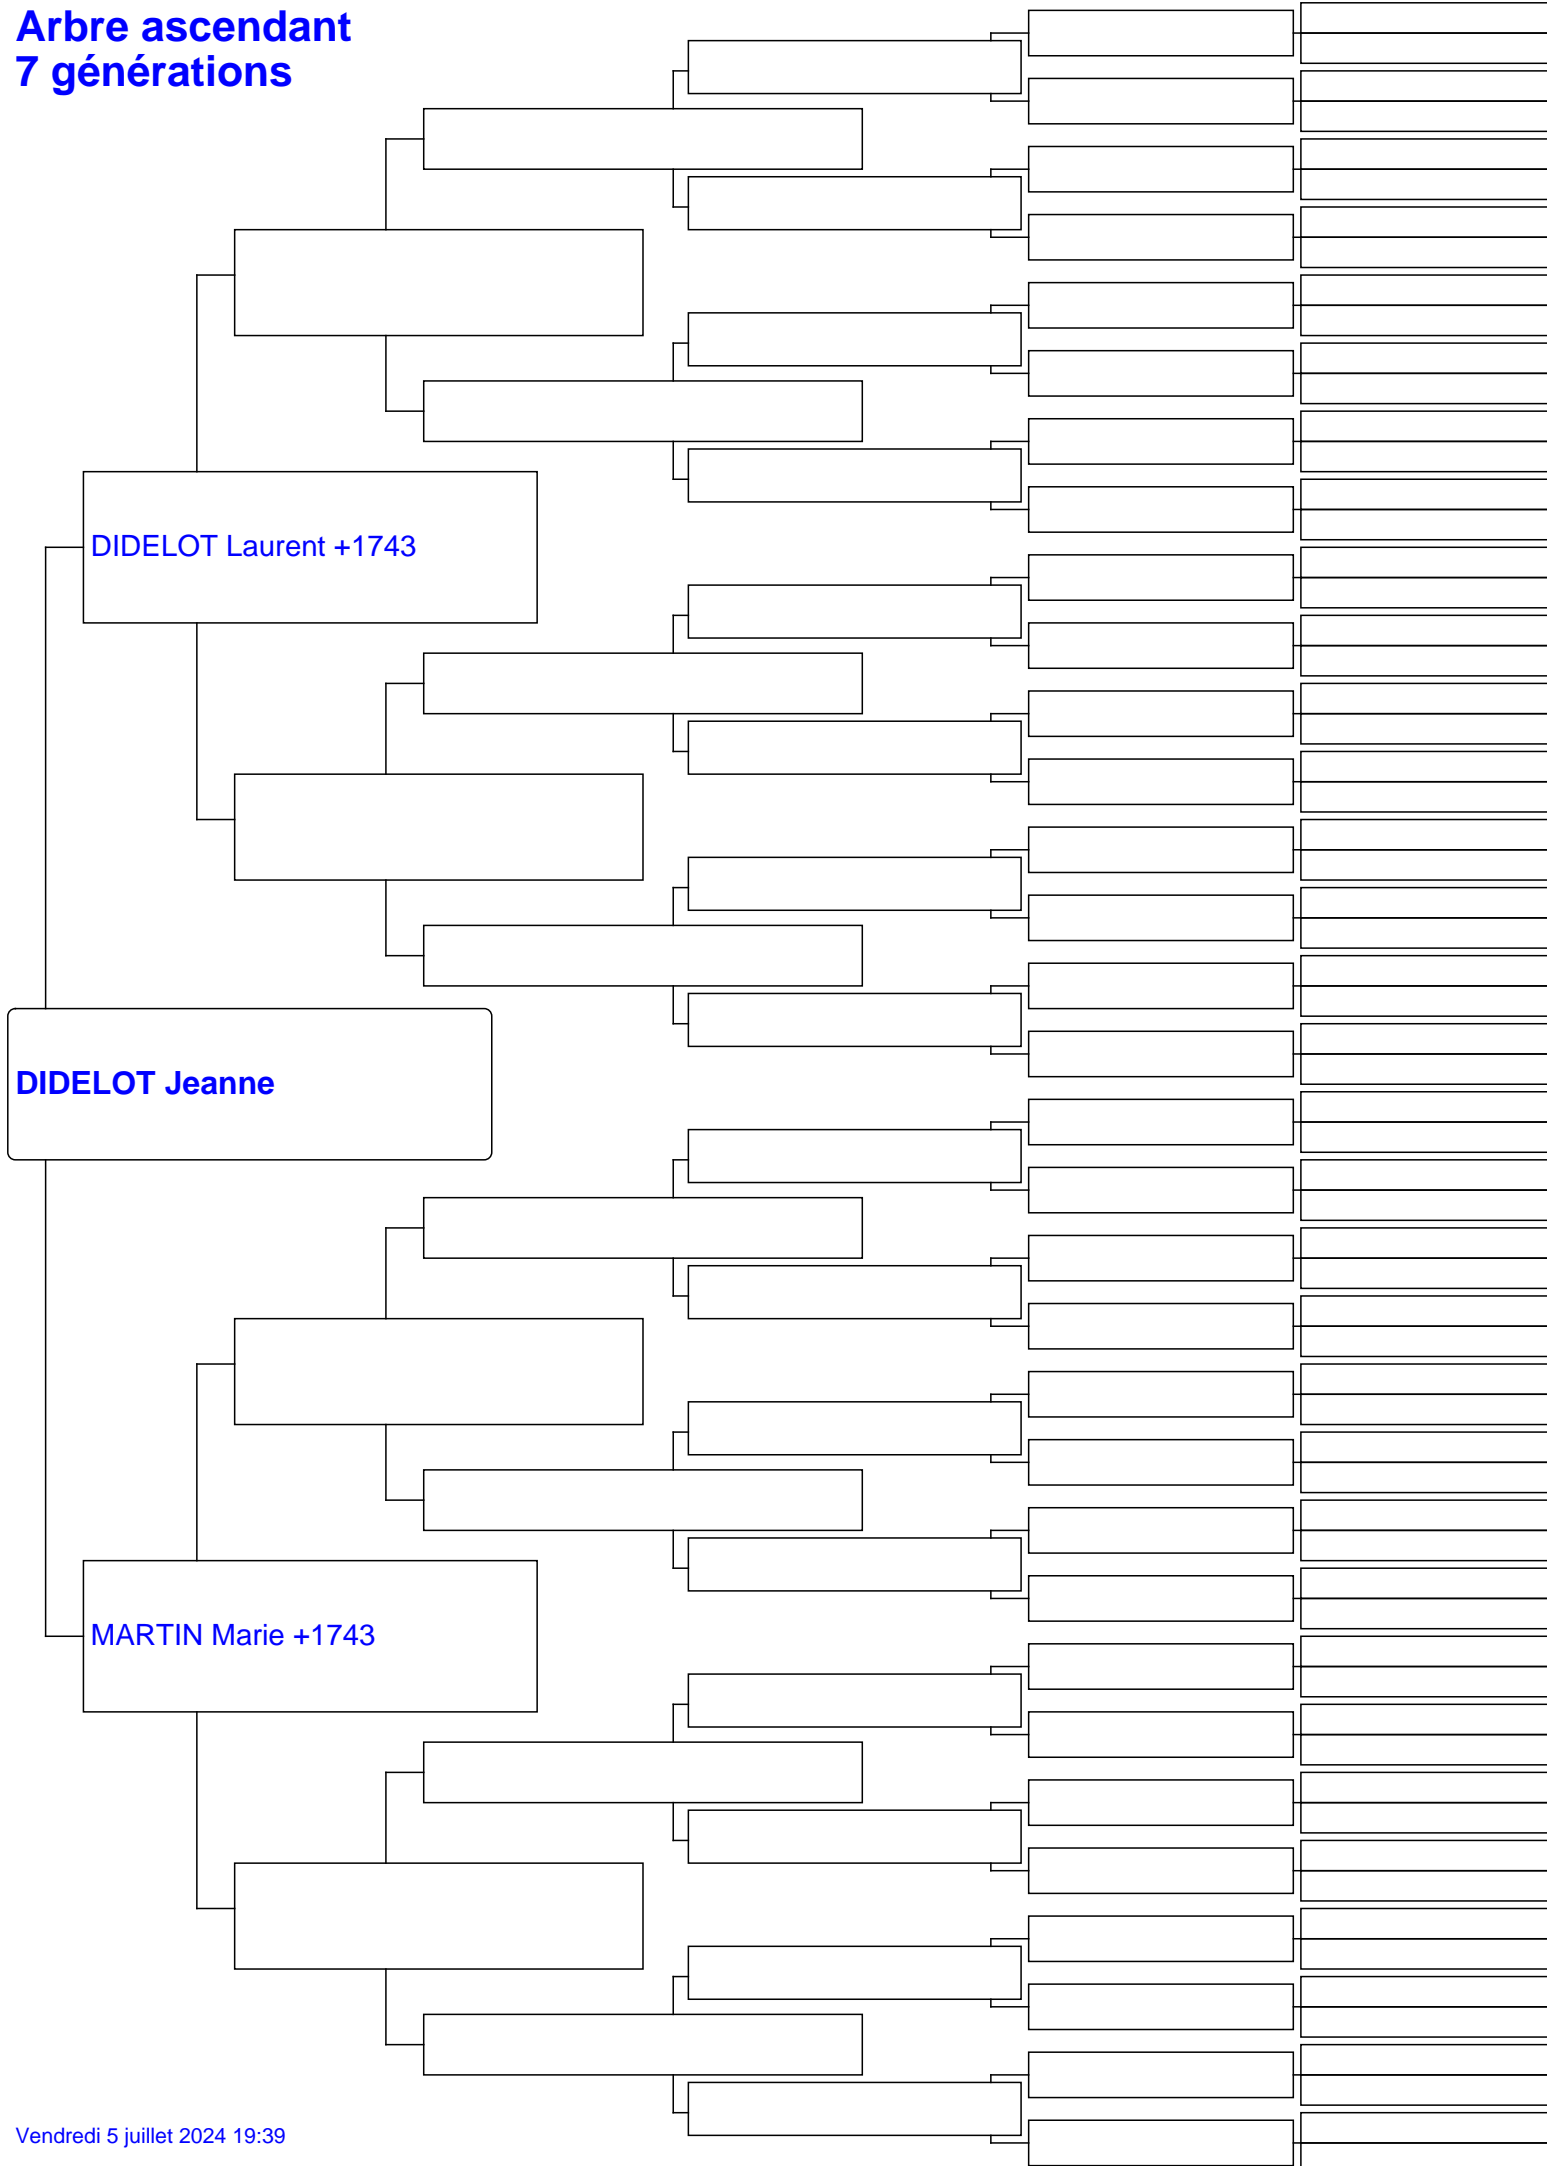 Arbre ascendant
7 générations
DIDELOT Laurent +1743
DIDELOT Jeanne
MARTIN Marie +1743
Vendredi 5 juillet 2024 19:39